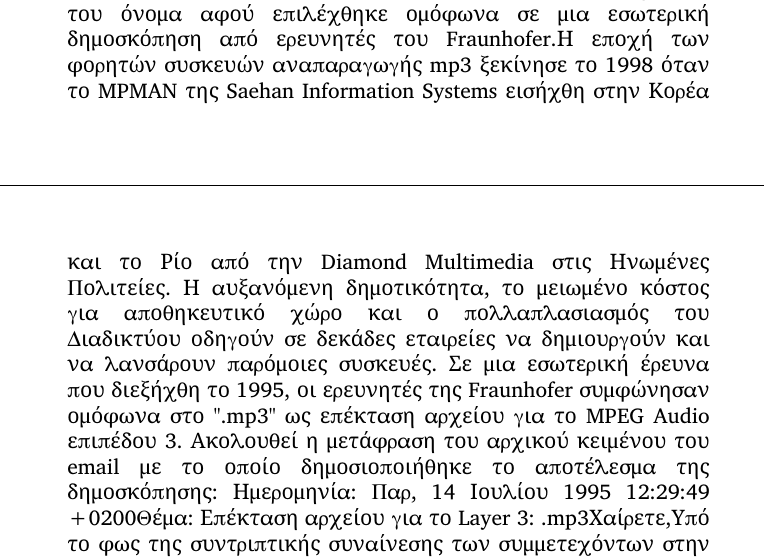 του όνομα αφού επιλέχθηκε ομόφωνα σε μια εσωτερική
δημοσκόπηση από ερευνητές του Fraunhofer.Η εποχή των
φορητών συσκευών αναπαραγωγής mp3 ξεκίνησε το 1998 όταν
το MPMAN της Saehan Information Systems εισήχθη στην Κορέα
και το Ρίο από την Diamond Multimedia στις Ηνωμένες
Πολιτείες. Η αυξανόμενη δημοτικότητα, το μειωμένο κόστος
για αποθηκευτικό χώρο και ο πολλαπλασιασμός του
Διαδικτύου οδηγούν σε δεκάδες εταιρείες να δημιουργούν και
να λανσάρουν παρόμοιες συσκευές. Σε μια εσωτερική έρευνα
που διεξήχθη το 1995, οι ερευνητές της Fraunhofer συμφώνησαν
ομόφωνα στο ".mp3" ως επέκταση αρχείου για το MPEG Audio
επιπέδου 3. Ακολουθεί η μετάφραση του αρχικού κειμένου του
email με το οποίο δημοσιοποιήθηκε το αποτέλεσμα της
δημοσκόπησης: Ημερομηνία: Παρ, 14 Ιουλίου 1995 12:29:49
+0200Θέμα: Επέκταση αρχείου για το Layer 3: .mp3Χαίρετε,Υπό
το φως της συντριπτικής συναίνεσης των συμμετεχόντων στην